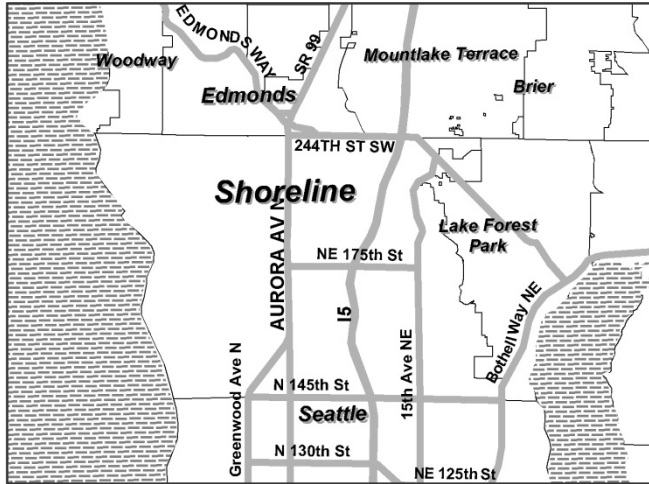 EDMONDS WAY
SR 99
Woodway
Mountlake Terrace
Brier
Edmonds
244TH ST SW
Shoreline
Lake Forest
Park
AURORA AV N
NE 175th St
I5
15th Ave NE
Bothell Way NE
Greenwood Ave N
N 145th St
Seattle
N 130th St
NE 125th St